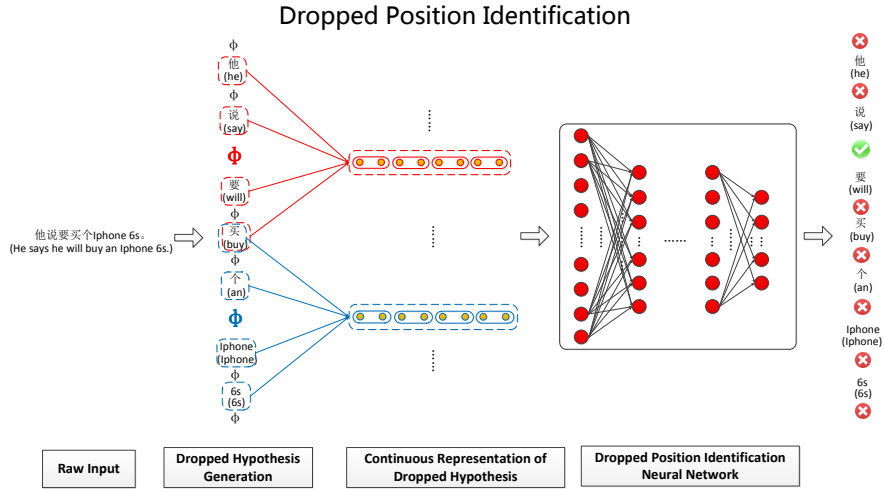 Dropped Position Identification
他说要买个Iphone 6s。
(He says he will buy an Iphone 6s.)
ф
他
(he)
ф
说
(say)
Ф
要
(will)
ф
买
(buy)
ф
个
(an)
Ф
Iphone
(Iphone)
ф
6s
(6s)
ф
他
(he)
说
(say)
要
(will)
买
(buy)
个
(an)
Iphone
(Iphone)
6s
(6s)
Raw Input
Dropped Hypothesis
Generation
Continuous Representation of
Dropped Hypothesis
Dropped Position Identification
Neural Network